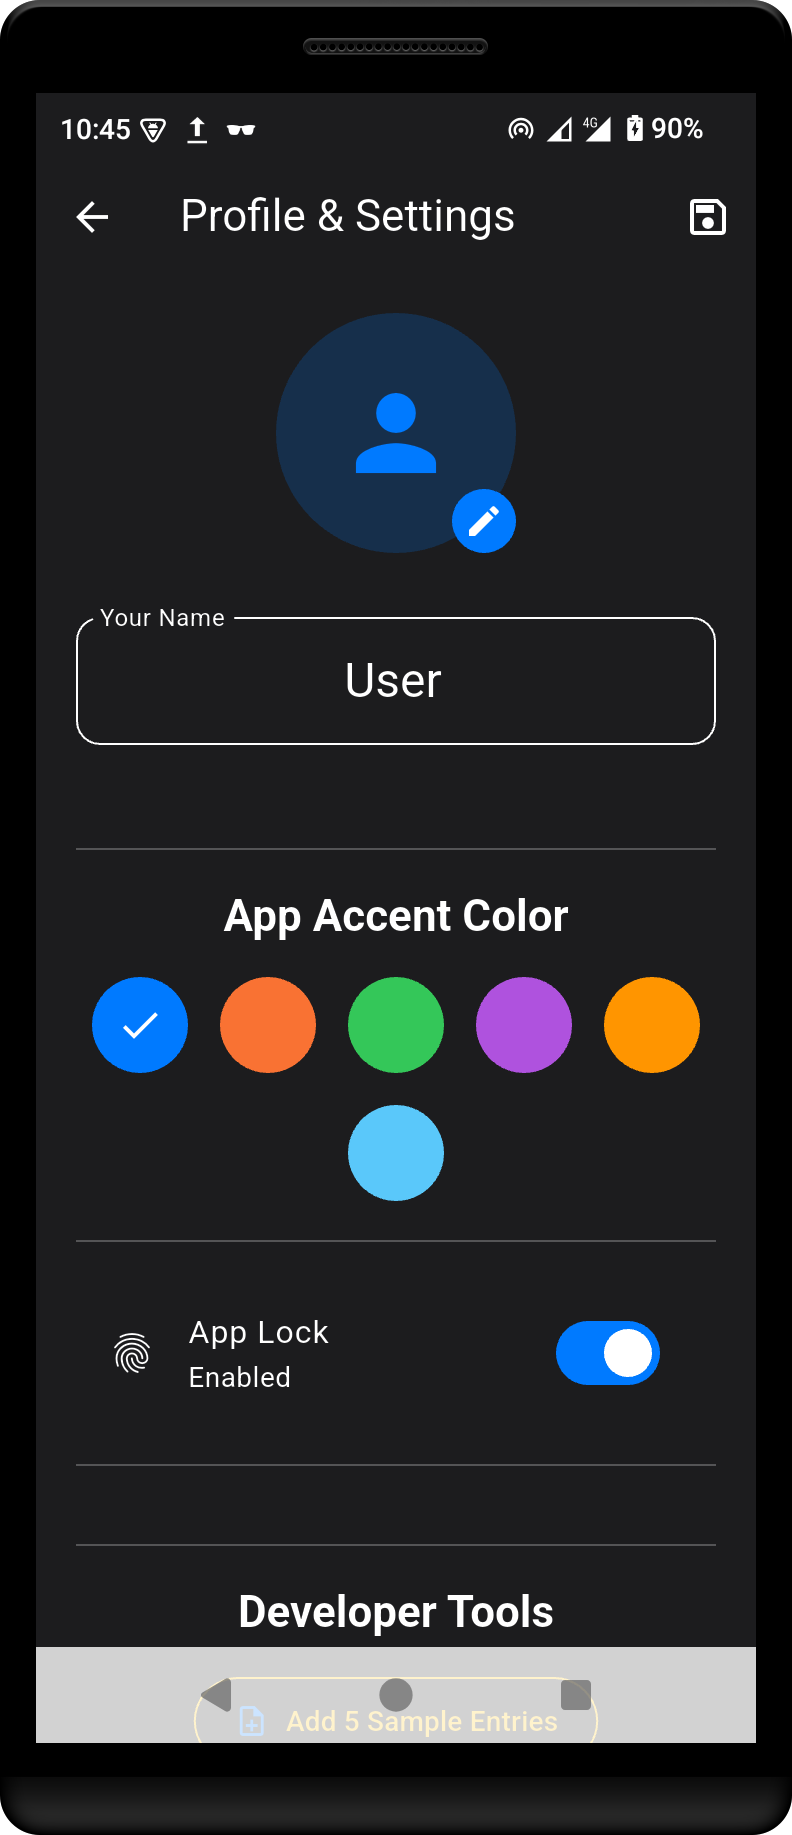 10:45
4G
90%
Profile & Settings
Your Name
User
App Accent Color
App Lock
Enabled
Developer Tools
Add 5 Sample Entries